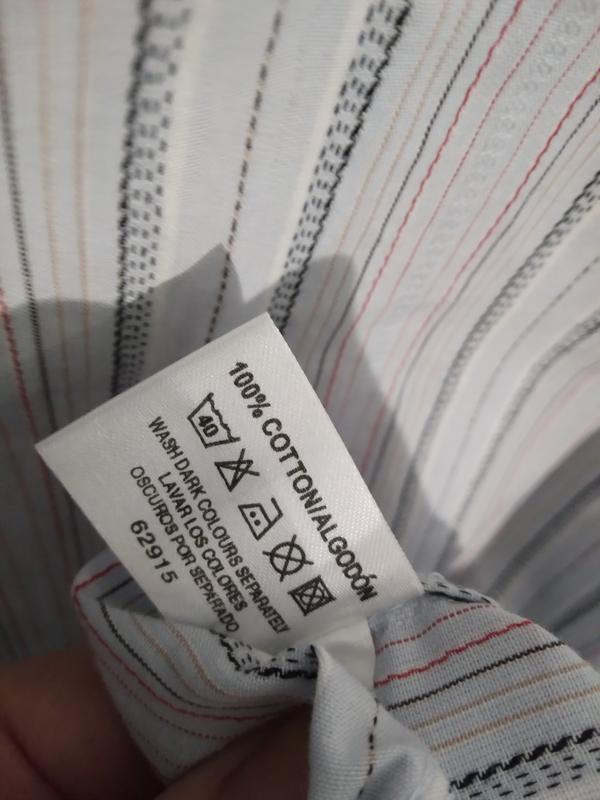 100% COTTON/ALGODÓN
40
WASH DARK COLOURS SEPARATELY
LAVAR LOS COLORES
OSCUROS POR SEPARADO
62915